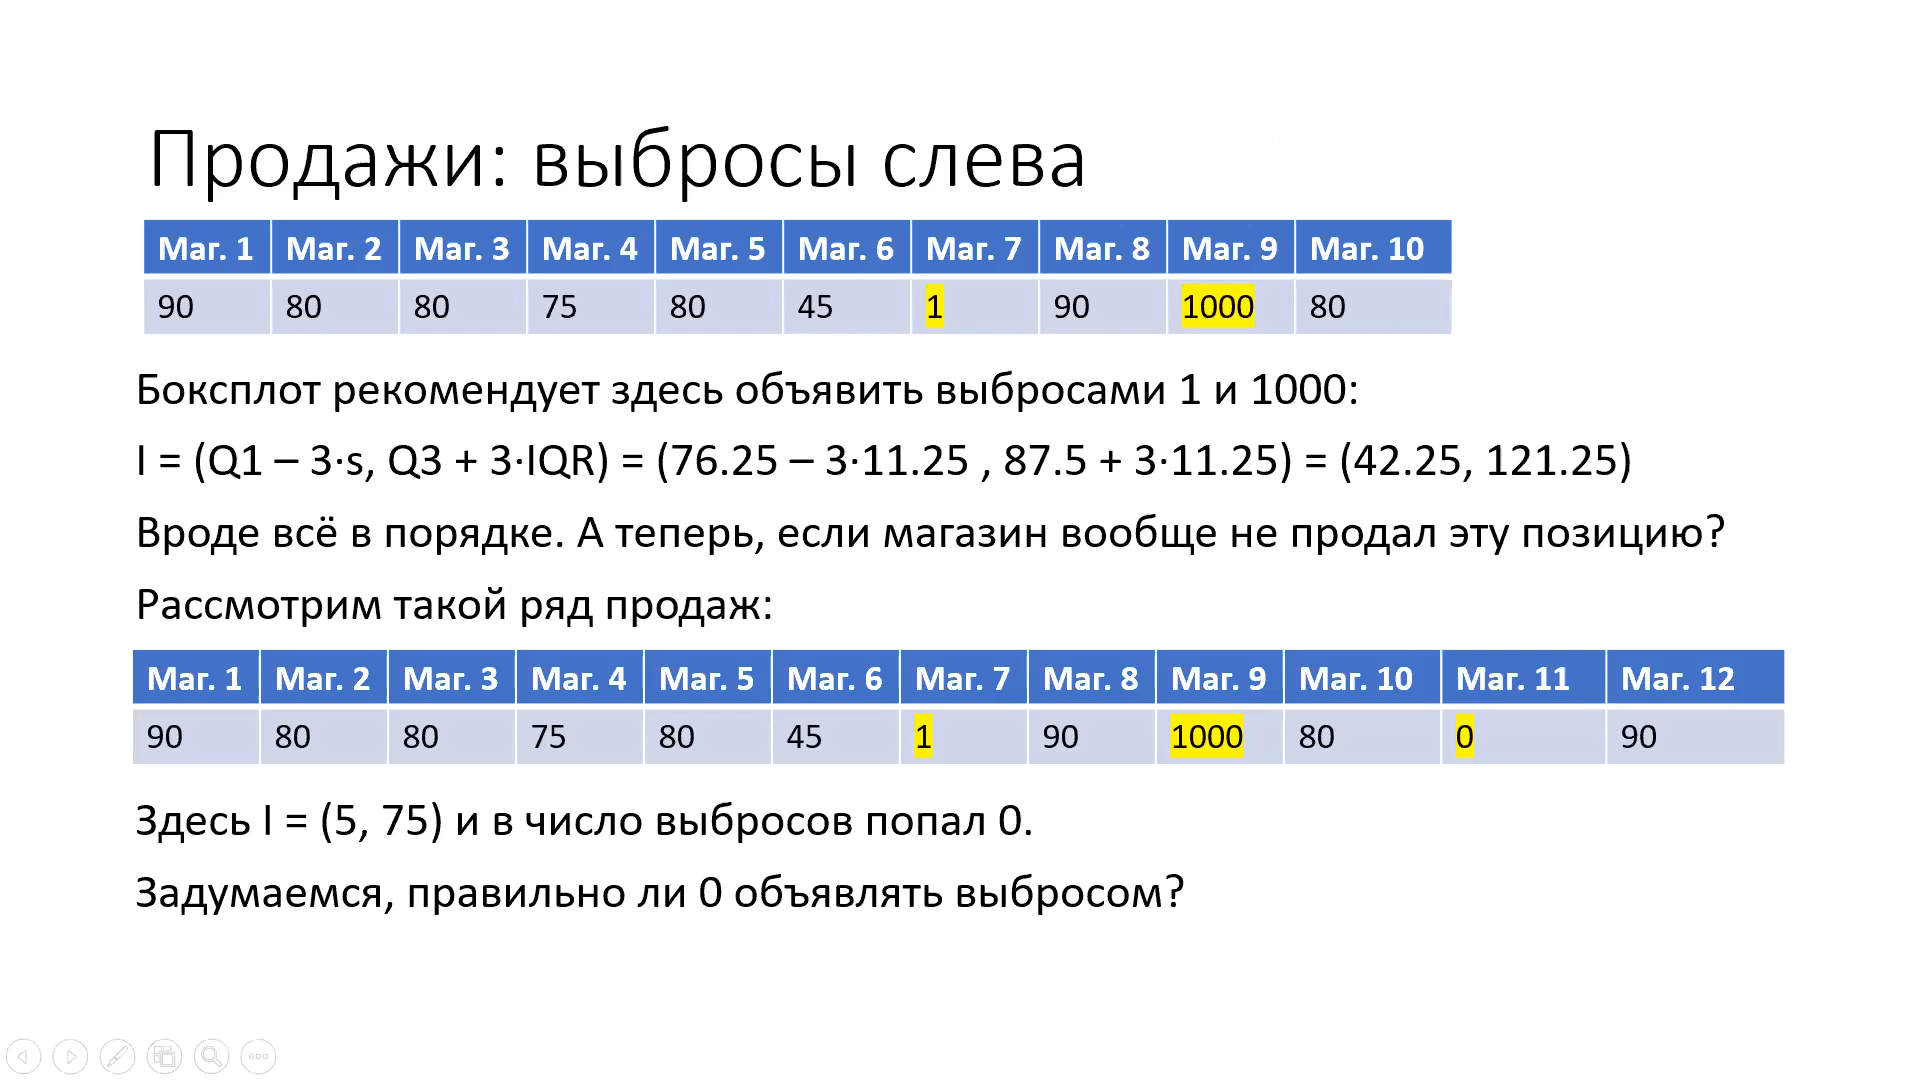 Продажи: выбросы слева
Маг. 1 Маг. 2 Маг. 3 Маг. 4 Маг. 5 Маг. 6 Маг. 7 Маг. 8 Маг. 9 Маг. 10
90 80 80 75 80 45 1 90 1000 80
Боксплот рекомендует здесь объявить выбросами 1 и 1000:
I = (Q1 – 3·s, Q3 + 3·IQR) = (76.25 – 3·11.25 , 87.5 + 3·11.25) = (42.25, 121.25)
Вроде всё в порядке. А теперь, если магазин вообще не продал эту позицию?
Рассмотрим такой ряд продаж:
Маг. 1 Маг. 2 Маг. 3 Маг. 4 Маг. 5 Маг. 6 Маг. 7 Маг. 8 Маг. 9 Маг. 10 Маг. 11 Маг. 12
90 80 80 75 80 45 1 90 1000 80 0 90
Здесь I = (5, 75) и в число выбросов попал 0.
Задумаемся, правильно ли 0 объявлять выбросом?